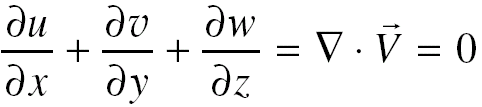 ∂u/∂x + ∂v/∂y + ∂w/∂z = ∇ · V⃗ = 0